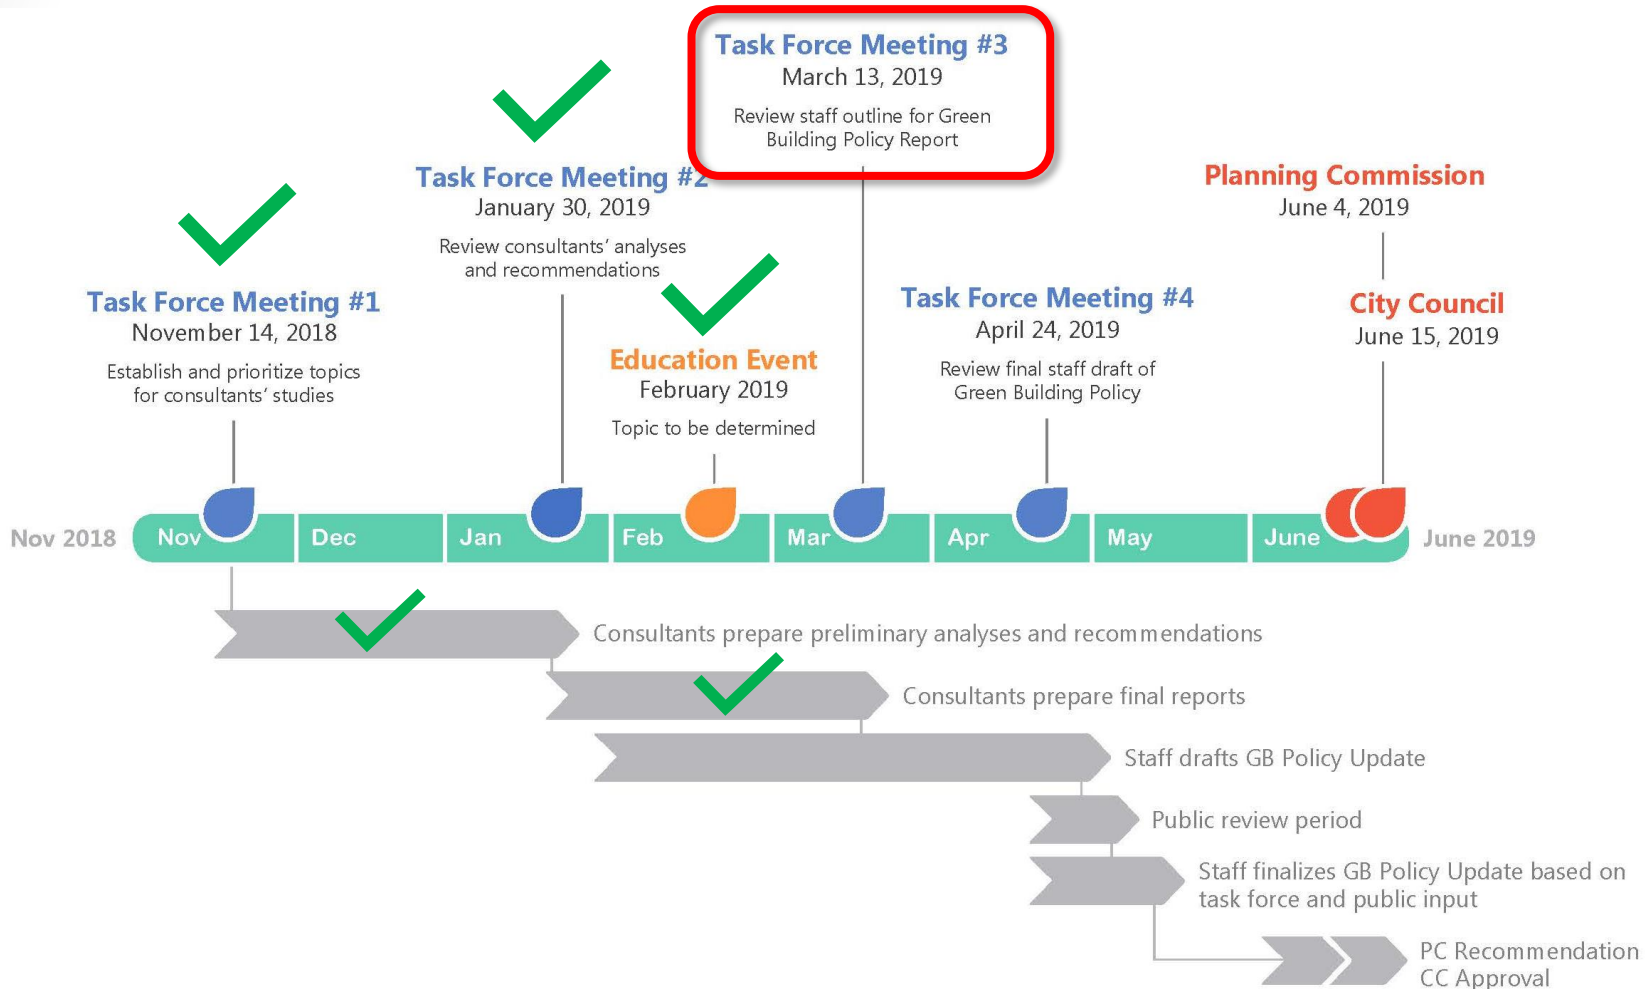 Task Force Meeting #3
March 13, 2019
Review staff outline for Green
Building Policy Report
Task Force Meeting #2
January 30, 2019
Review consultants' analyses
and recommendations
Planning Commission
June 4, 2019
Task Force Meeting #1
November 14, 2018
Establish and prioritize topics
for consultants' studies
Education Event
February 2019
Topic to be determined
Task Force Meeting #4
April 24, 2019
Review final staff draft of
Green Building Policy
City Council
June 15, 2019
Nov 2018
Nov
Dec
Jan
Feb
Mar
Apr
May
June
June 2019
Consultants prepare preliminary analyses and recommendations
Consultants prepare final reports
Staff drafts GB Policy Update
Public review period
Staff finalizes GB Policy Update based on
task force and public input
PC Recommendation
CC Approval